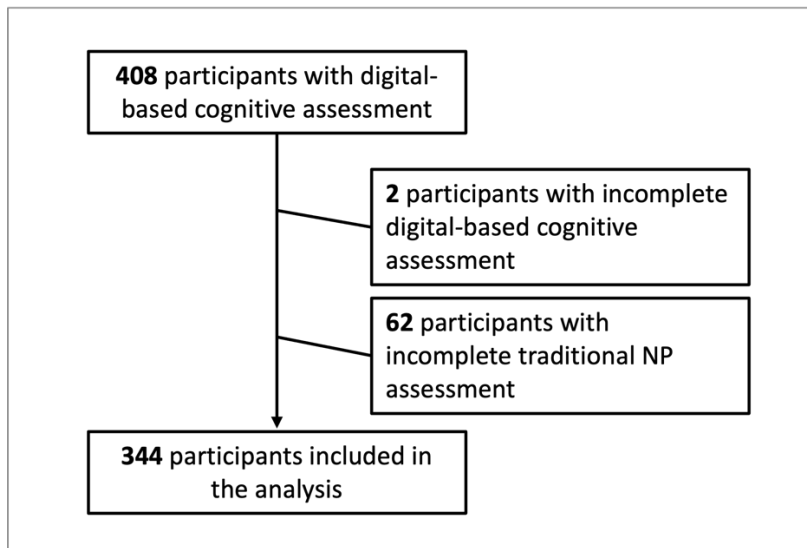 408 participants with digital-
based cognitive assessment
2 participants with incomplete
digital-based cognitive
assessment
62 participants with
incomplete traditional NP
assessment
344 participants included in
the analysis